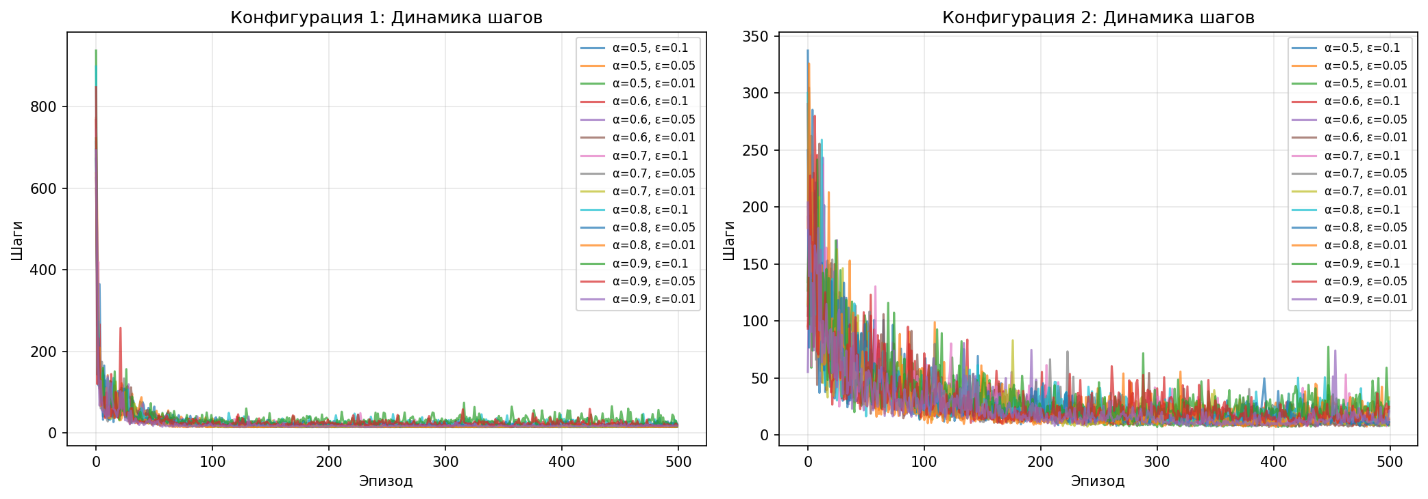 Конфигурация 1: Динамика шагов
Шаги
800
600
400
200
0
0
100
200
300
400
500
Эпизод
α=0.5, ε=0.1
α=0.5, ε=0.05
α=0.5, ε=0.01
α=0.6, ε=0.1
α=0.6, ε=0.05
α=0.6, ε=0.01
α=0.7, ε=0.1
α=0.7, ε=0.05
α=0.7, ε=0.01
α=0.8, ε=0.1
α=0.8, ε=0.05
α=0.8, ε=0.01
α=0.9, ε=0.1
α=0.9, ε=0.05
α=0.9, ε=0.01
Конфигурация 2: Динамика шагов
Шаги
350
300
250
200
150
100
50
0
0
100
200
300
400
500
Эпизод
α=0.5, ε=0.1
α=0.5, ε=0.05
α=0.5, ε=0.01
α=0.6, ε=0.1
α=0.6, ε=0.05
α=0.6, ε=0.01
α=0.7, ε=0.1
α=0.7, ε=0.05
α=0.7, ε=0.01
α=0.8, ε=0.1
α=0.8, ε=0.05
α=0.8, ε=0.01
α=0.9, ε=0.1
α=0.9, ε=0.05
α=0.9, ε=0.01